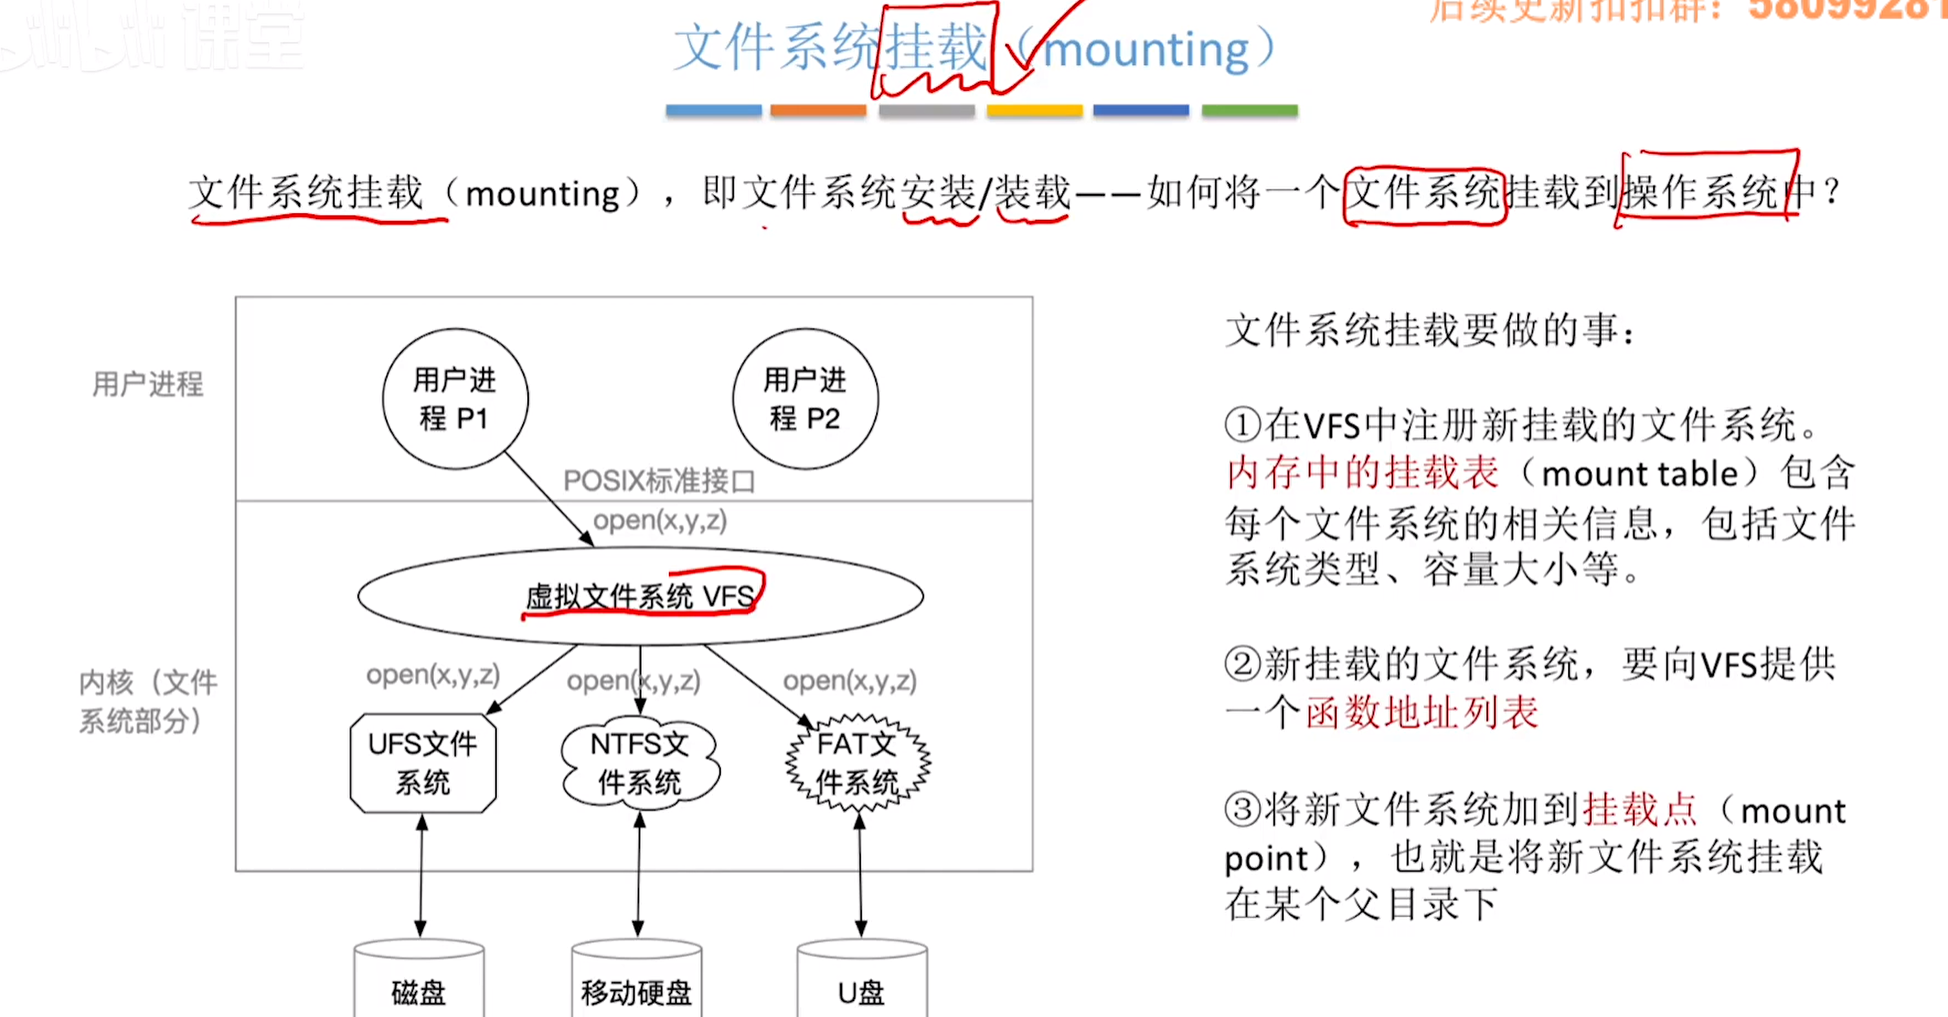 课堂
后续更新扣扣群：58099281
文件系统挂载（mounting）
文件系统挂载（mounting），即文件系统安装/装载——如何将一个文件系统挂载到操作系统中？
用户进程
用户进
程 P1
用户进
程 P2
POSIX标准接口
open(x,y,z)
虚拟文件系统 VFS
内核（文件
系统部分）
open(x,y,z)
open(x,y,z)
open(x,y,z)
UFS文件
系统
NTFS文
件系统
FAT文
件系统
磁盘
移动硬盘
U盘
文件系统挂载要做的事：
①在VFS中注册新挂载的文件系统。
内存中的挂载表（mount table）包含
每个文件系统的相关信息，包括文件
系统类型、容量大小等。
②新挂载的文件系统，要向VFS提供
一个函数地址列表
③将新文件系统加到挂载点（mount
point），也就是将新文件系统挂载
在某个父目录下